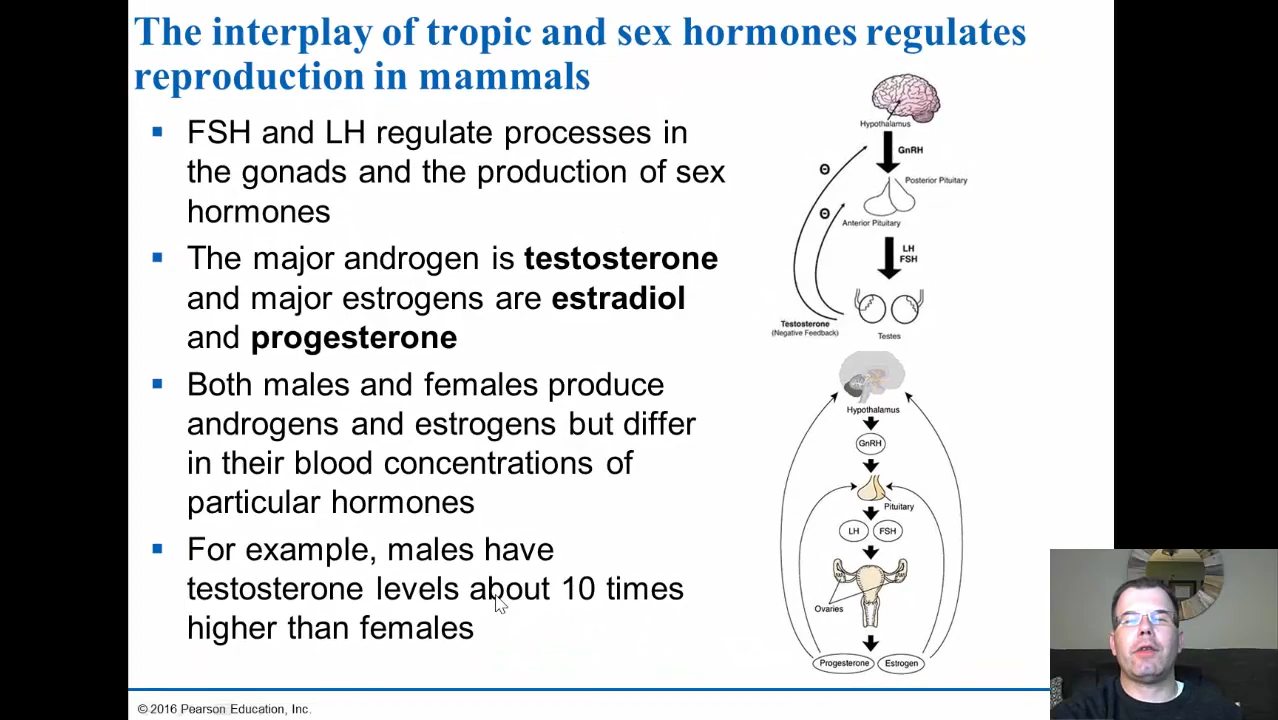 The interplay of tropic and sex hormones regulates
reproduction in mammals
▪ FSH and LH regulate processes in
the gonads and the production of sex
hormones
▪ The major androgen is testosterone
and major estrogens are estradiol
and progesterone
▪ Both males and females produce
androgens and estrogens but differ
in their blood concentrations of
particular hormones
▪ For example, males have
testosterone levels about 10 times
higher than females
Hypothalamus
GnRH
Θ
Posterior Pituitary
Θ
Anterior Pituitary
LH
FSH
Testosterone
(Negative Feedback)
Testes
Hypothalamus
GnRH
Pituitary
LH FSH
Ovaries
Progesterone Estrogen
© 2016 Pearson Education, Inc.